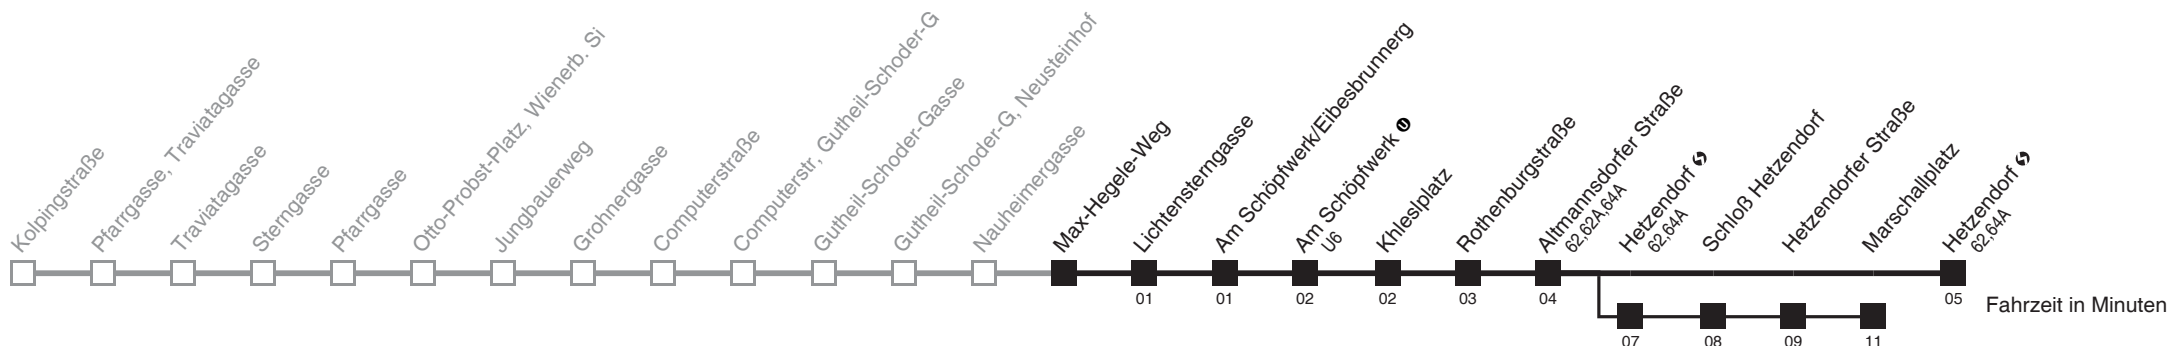 Kolpingstraße
Pfarrgasse, Traviatagasse
Traviatagasse
Sterngasse
Pfarrgasse
Otto-Probst-Platz, Wienerb. Si
Jungbauerweg
Grohnergasse
Computerstraße
Computerstr, Gutheil-Schoder-G
Gutheil-Schoder-Gasse
Gutheil-Schoder-G, Neusteinhof
Nauheimergasse
Max-Hegele-Weg
Lichtensterngasse
Am Schöpfwerk/Eibesbrunnerg
Am Schöpfwerk U
U6
Khleslplatz
Rothenburgstraße
Altmannsdorfer Straße
62,62A,64A
Hetzendorf
62,64A
Schloß Hetzendorf
Hetzendorfer Straße
Marschallplatz
Hetzendorf
62,64A
01 01 02 02 03 04 05
Fahrzeit in Minuten
07 08 09 11